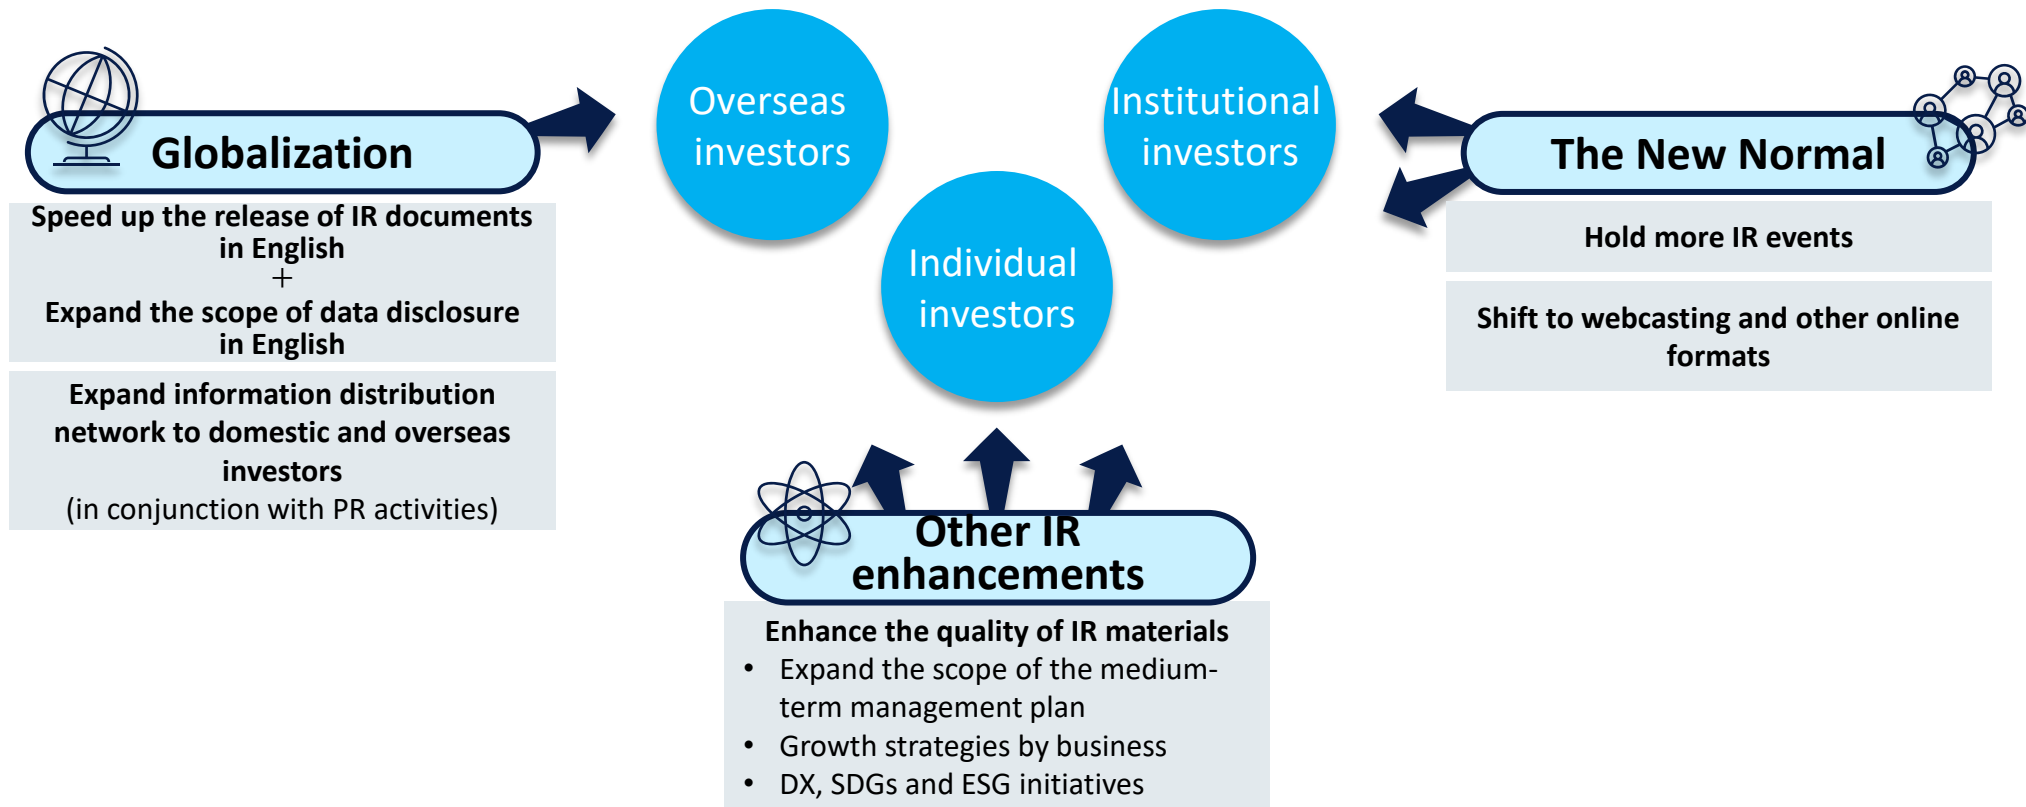 Globalization
Speed up the release of IR documents
in English
+
Expand the scope of data disclosure
in English
Expand information distribution
network to domestic and overseas
investors
(in conjunction with PR activities)
Overseas
investors
Institutional
investors
Individual
investors
The New Normal
Hold more IR events
Shift to webcasting and other online
formats
Other IR
enhancements
Enhance the quality of IR materials
• Expand the scope of the medium-
term management plan
• Growth strategies by business
• DX, SDGs and ESG initiatives